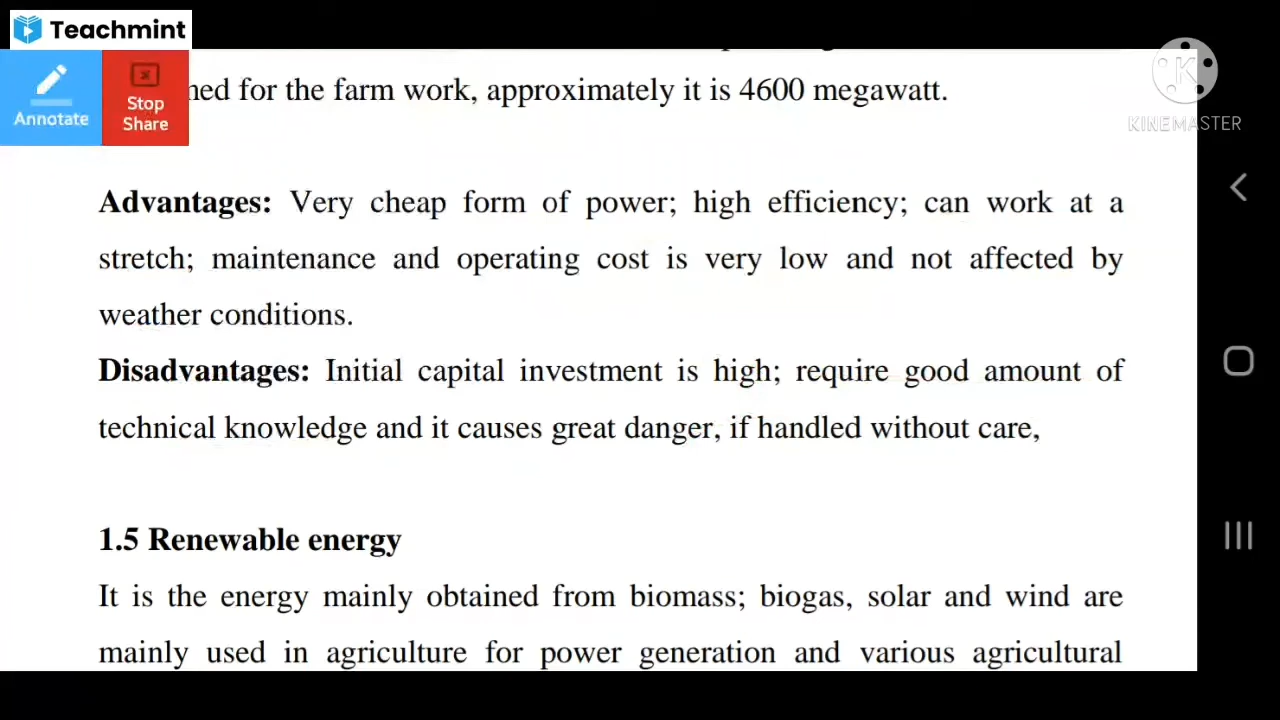 Teachmint
Annotate
Stop
Share
KINEMASTER
for the farm work, approximately it is 4600 megawatt.
Advantages: Very cheap form of power; high efficiency; can work at a
stretch; maintenance and operating cost is very low and not affected by
weather conditions.
Disadvantages: Initial capital investment is high; require good amount of
technical knowledge and it causes great danger, if handled without care,
1.5 Renewable energy
It is the energy mainly obtained from biomass; biogas, solar and wind are
mainly used in agriculture for power generation and various agricultural